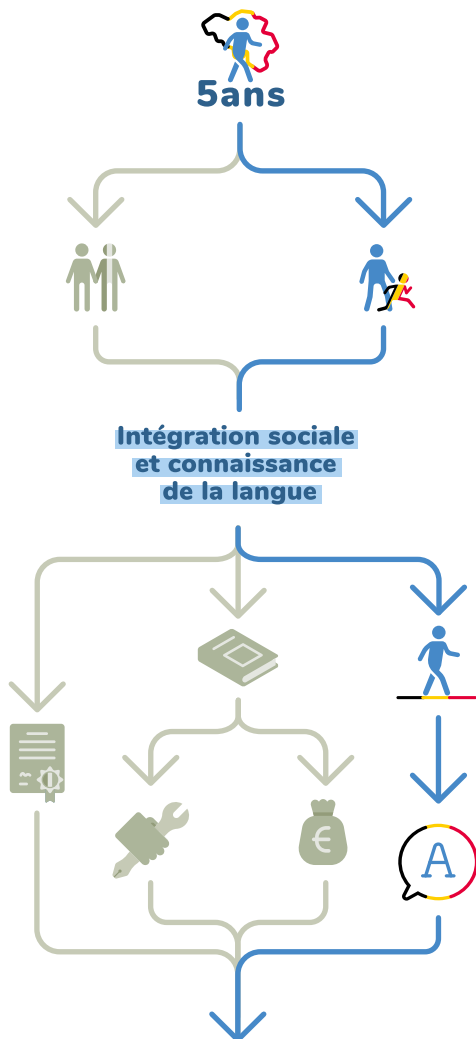 5ans
Intégration sociale
et connaissance
de la langue
€
A